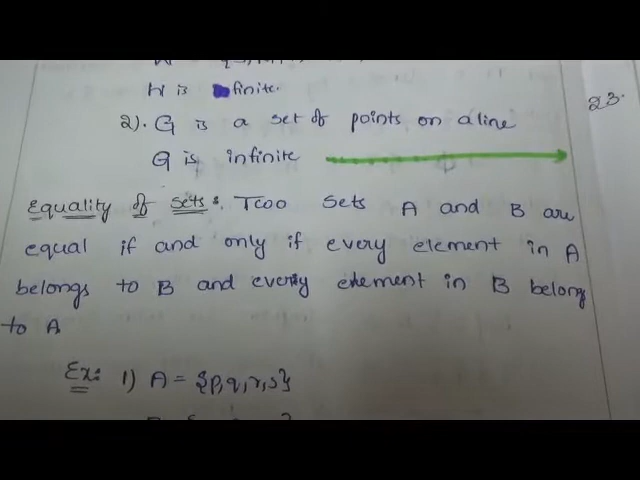 H is finite.
23.
2). G is a set of points on a line
G is infinite
Equality of sets: Two sets A and B are
equal if and only if every element in A
belongs to B and every element in B belong
to A
Ex: 1) A = {p,q,r,s}